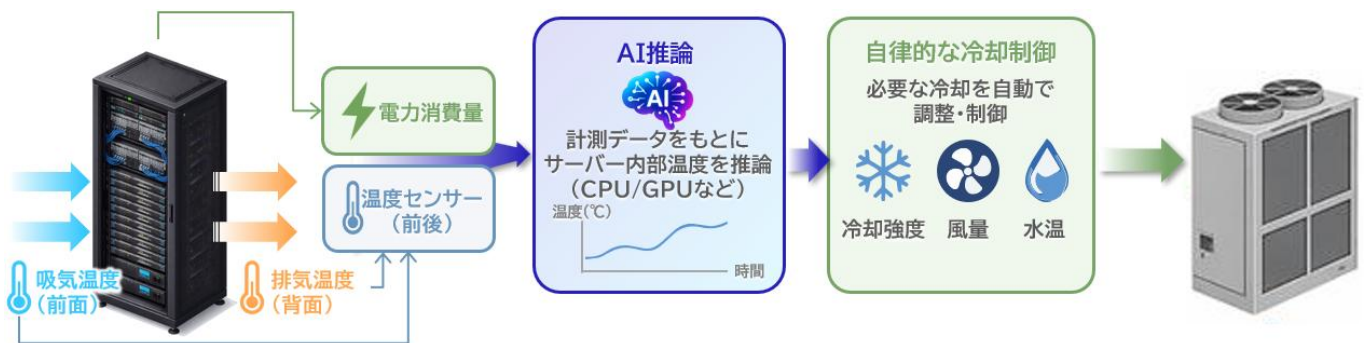 吸気温度
(前面)
排気温度
(背面)
電力消費量
温度センサー
(前後)
AI推論
AI
計測データをもとに
サーバー内部温度を推論
(CPU/GPUなど)
温度(℃)
時間
自律的な冷却制御
必要な冷却を自動で
調整・制御
冷却強度
風量
水温